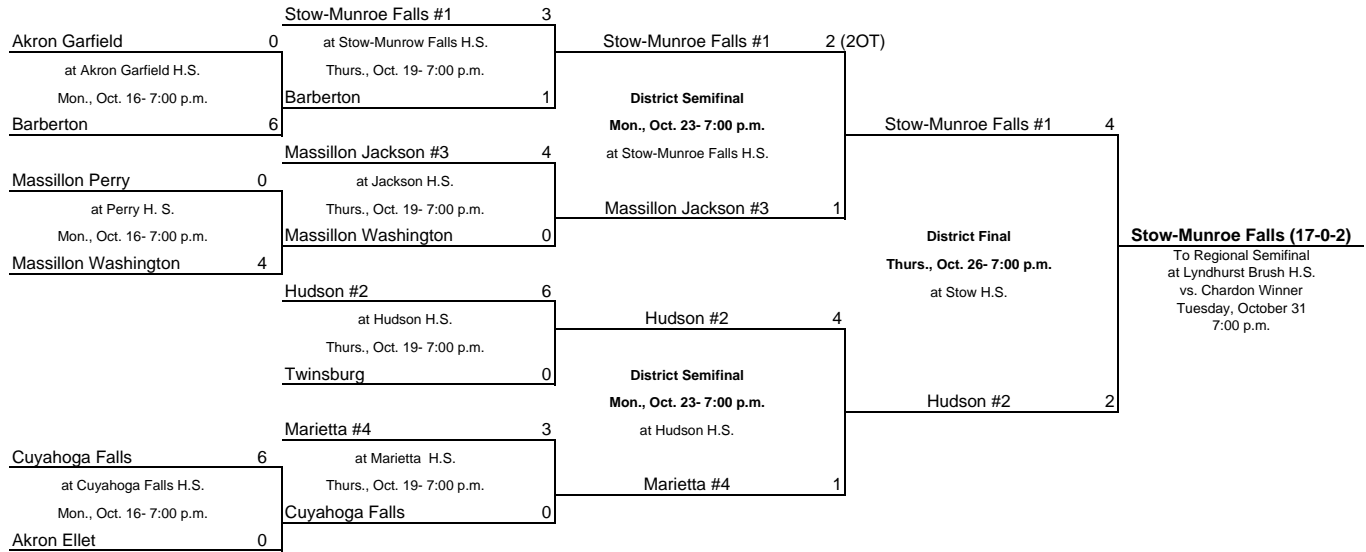 Stow-Munroe Falls #1 3
Akron Garfield 0
at Stow-Munrow Falls H.S.
Stow-Munroe Falls #1 2 (2OT)
at Akron Garfield H.S.
Thurs., Oct. 19- 7:00 p.m.
Mon., Oct. 16- 7:00 p.m.
Barberton 1
District Semifinal
Barberton 6
Mon., Oct. 23- 7:00 p.m.
Stow-Munroe Falls #1 4
Massillon Jackson #3 4
at Stow-Munroe Falls H.S.
Massillon Perry 0
at Jackson H.S.
at Perry H. S.
Thurs., Oct. 19- 7:00 p.m.
Massillon Jackson #3 1
Mon., Oct. 16- 7:00 p.m.
Massillon Washington 0
District Final
Stow-Munroe Falls (17-0-2)
Massillon Washington 4
Thurs., Oct. 26- 7:00 p.m.
To Regional Semifinal
at Lyndhurst Brush H.S.
Hudson #2 6
at Stow H.S.
vs. Chardon Winner
Tuesday, October 31
at Hudson H.S.
Hudson #2 4
7:00 p.m.
Thurs., Oct. 19- 7:00 p.m.
Twinsburg 0
District Semifinal
Mon., Oct. 23- 7:00 p.m.
Hudson #2 2
Marietta #4 3
at Hudson H.S.
Cuyahoga Falls 6
at Marietta H.S.
at Cuyahoga Falls H.S.
Thurs., Oct. 19- 7:00 p.m.
Marietta #4 1
Mon., Oct. 16- 7:00 p.m.
Cuyahoga Falls 0
Akron Ellet 0